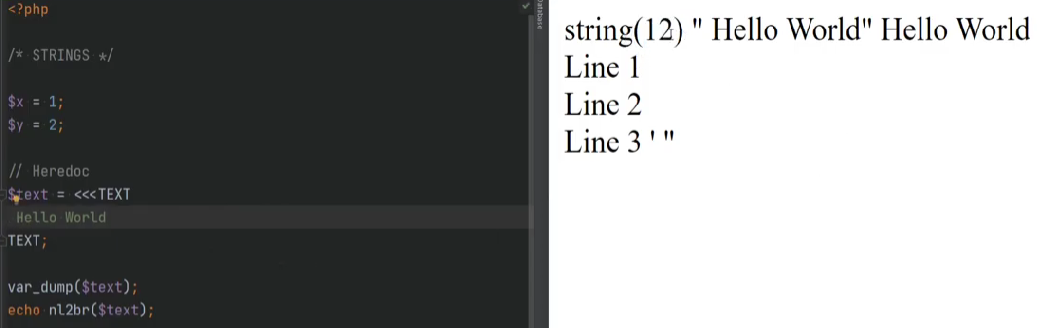 <?php
/* STRINGS */
$x = 1;
$y = 2;
// Heredoc
$text = <<<TEXT
 Hello World
TEXT;
var_dump($text);
echo nl2br($text);
Database
string(12) " Hello World" Hello World
Line 1
Line 2
Line 3 ' "